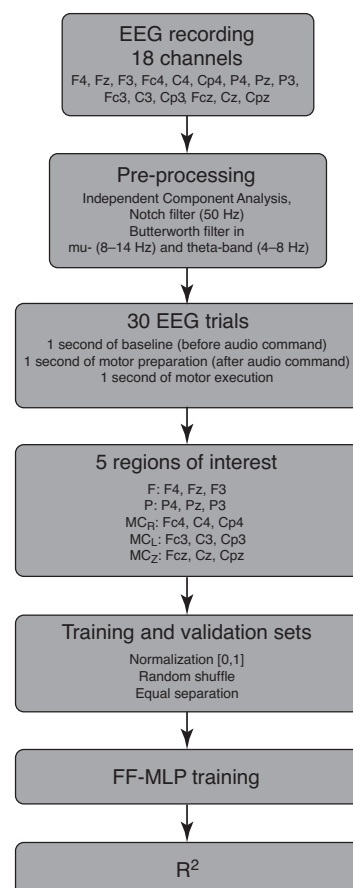 EEG recording
18 channels
F4, Fz, F3, Fc4, C4, Cp4, P4, Pz, P3,
Fc3, C3, Cp3, Fcz, Cz, Cpz
Pre-processing
Independent Component Analysis,
Notch filter (50 Hz)
Butterworth filter in
mu- (8–14 Hz) and theta-band (4–8 Hz)
30 EEG trials
1 second of baseline (before audio command)
1 second of motor preparation (after audio command)
1 second of motor execution
5 regions of interest
F: F4, Fz, F3
P: P4, Pz, P3
MC_R: Fc4, C4, Cp4
MC_L: Fc3, C3, Cp3
MC_Z: Fcz, Cz, Cpz
Training and validation sets
Normalization [0,1]
Random shuffle
Equal separation
FF-MLP training
R²